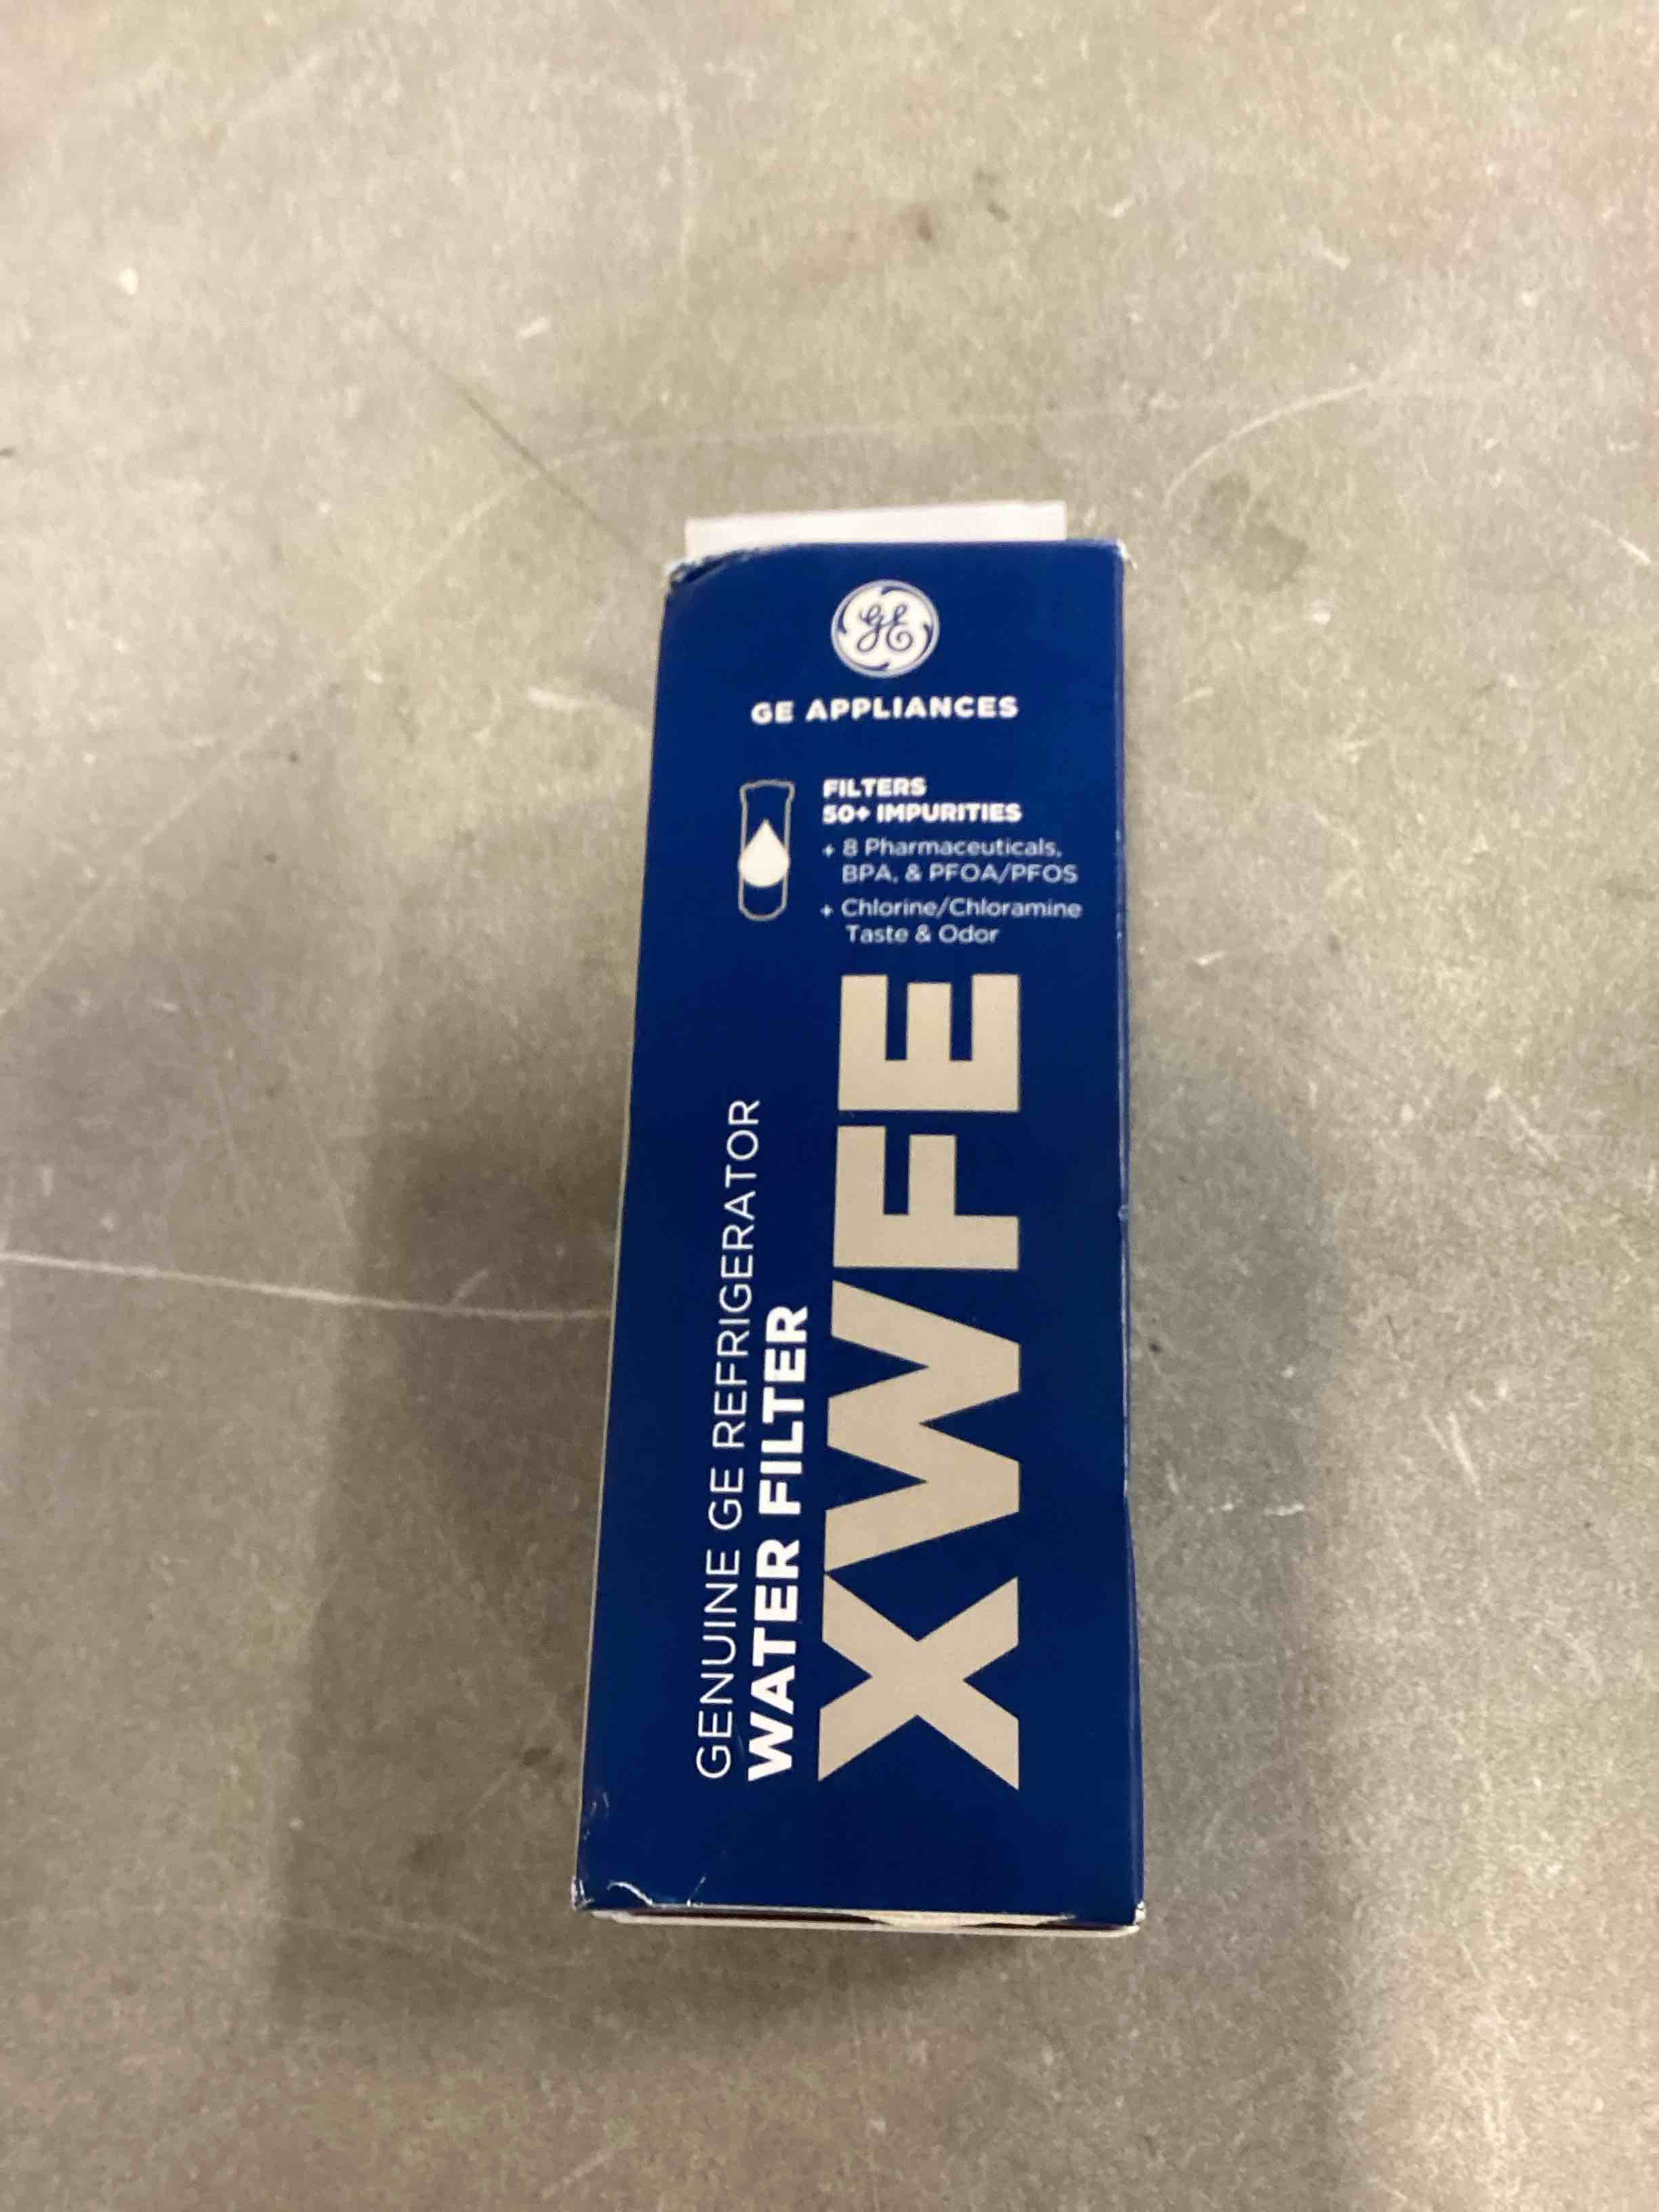 GE
GE APPLIANCES
FILTERS
50+ IMPURITIES
+ 8 Pharmaceuticals,
BPA, & PFOA/PFOS
+ Chlorine/Chloramine
Taste & Odor
GENUINE GE REFRIGERATOR
WATER FILTER
XWFE